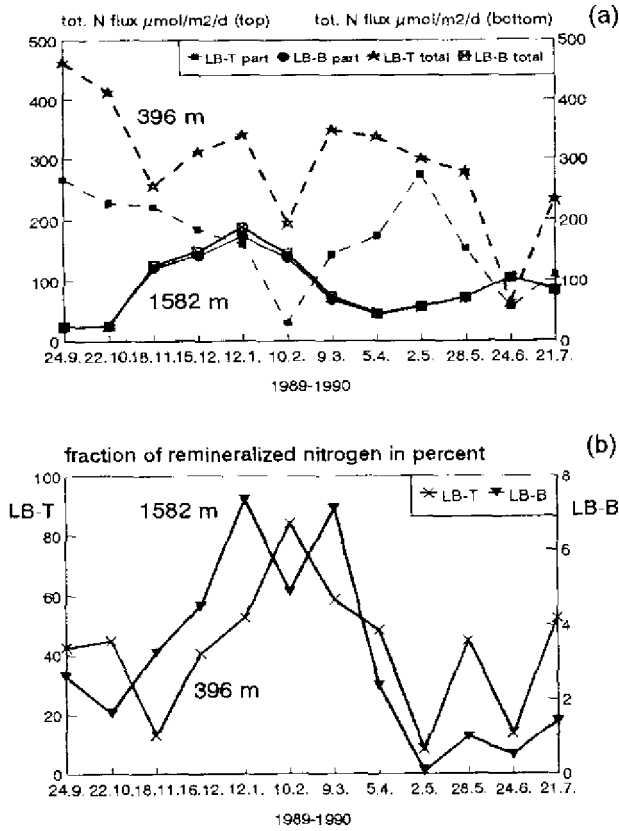 (a)
tot. N flux µmol/m2/d (top) tot. N flux µmol/m2/d (bottom)
LB-T part LB-B part LB-T total LB-B total
500 500
400 400
300 300
200 200
100 100
0 0
396 m
1582 m
24.9. 22.10. 18.11. 15.12. 12.1. 10.2. 9.3. 5.4. 2.5. 28.5. 24.6. 21.7.
1989-1990
(b)
fraction of remineralized nitrogen in percent
LB-T LB-B
LB-T LB-B
100 8
80 6
60 4
40 2
20 0
0
1582 m
396 m
24.9. 22.10. 18.11. 16.12. 12.1. 10.2. 9.3. 5.4. 2.5. 28.5. 24.6. 21.7.
1989-1990